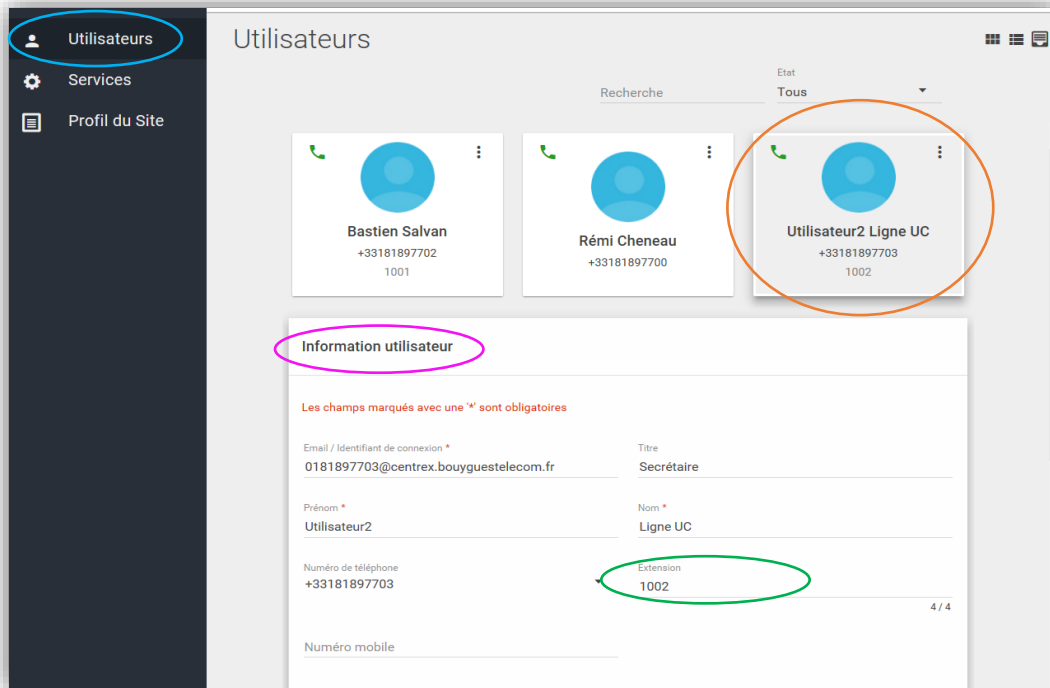 Utilisateurs
Services
Profil du Site
Utilisateurs
Recherche
Etat
Tous
Bastien Salvan
+33181897702
1001
Rémi Cheneau
+33181897700
Utilisateur2 Ligne UC
+33181897703
1002
Information utilisateur
Les champs marqués avec une '*' sont obligatoires
Email / Identifiant de connexion *
0181897703@centrex.bouyguestelecom.fr
Titre
Secrétaire
Prénom *
Utilisateur2
Nom *
Ligne UC
Numéro de téléphone
+33181897703
Extension
1002
4 / 4
Numéro mobile